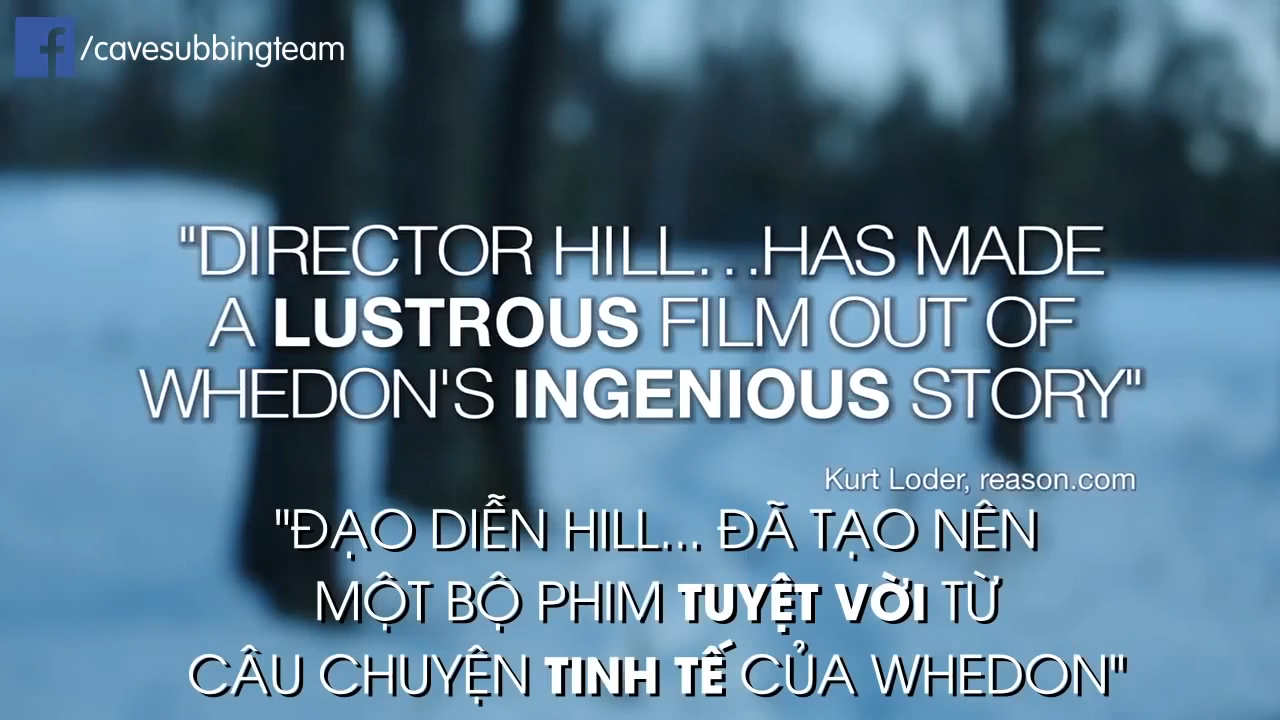 /cavesubbingteam
"DIRECTOR HILL...HAS MADE
A LUSTROUS FILM OUT OF
WHEDON'S INGENIOUS STORY"
Kurt Loder, reason.com
"ĐẠO DIỄN HILL... ĐÃ TẠO NÊN
MỘT BỘ PHIM TUYỆT VỜI TỪ
CÂU CHUYỆN TINH TẾ CỦA WHEDON"